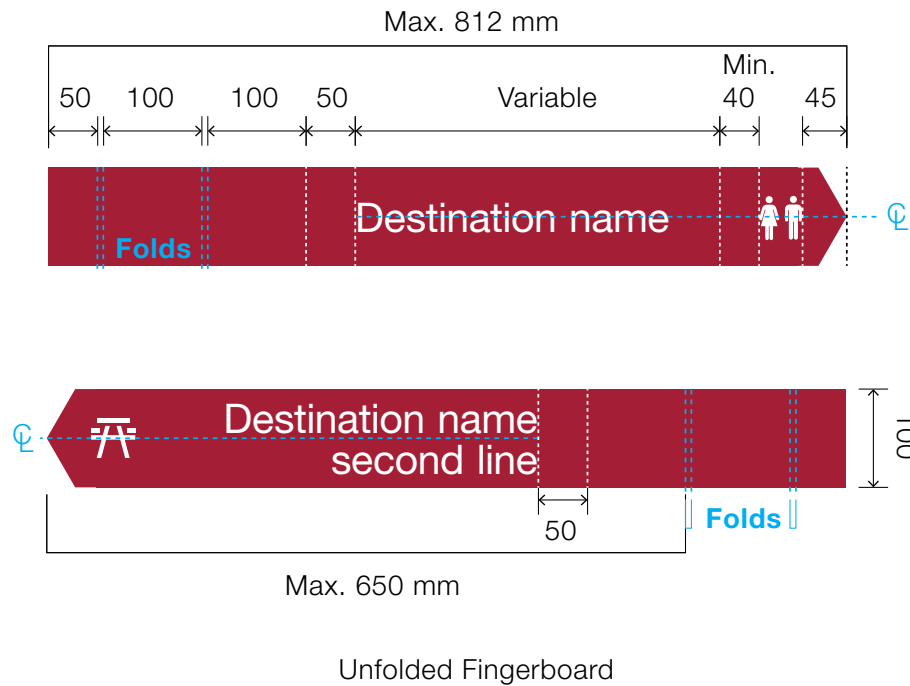 Max. 812 mm
50 100 100 50 Variable Min. 40 45
Destination name
℄
Folds
℄
Destination name
second line
100
50
Folds
Max. 650 mm
Unfolded Fingerboard